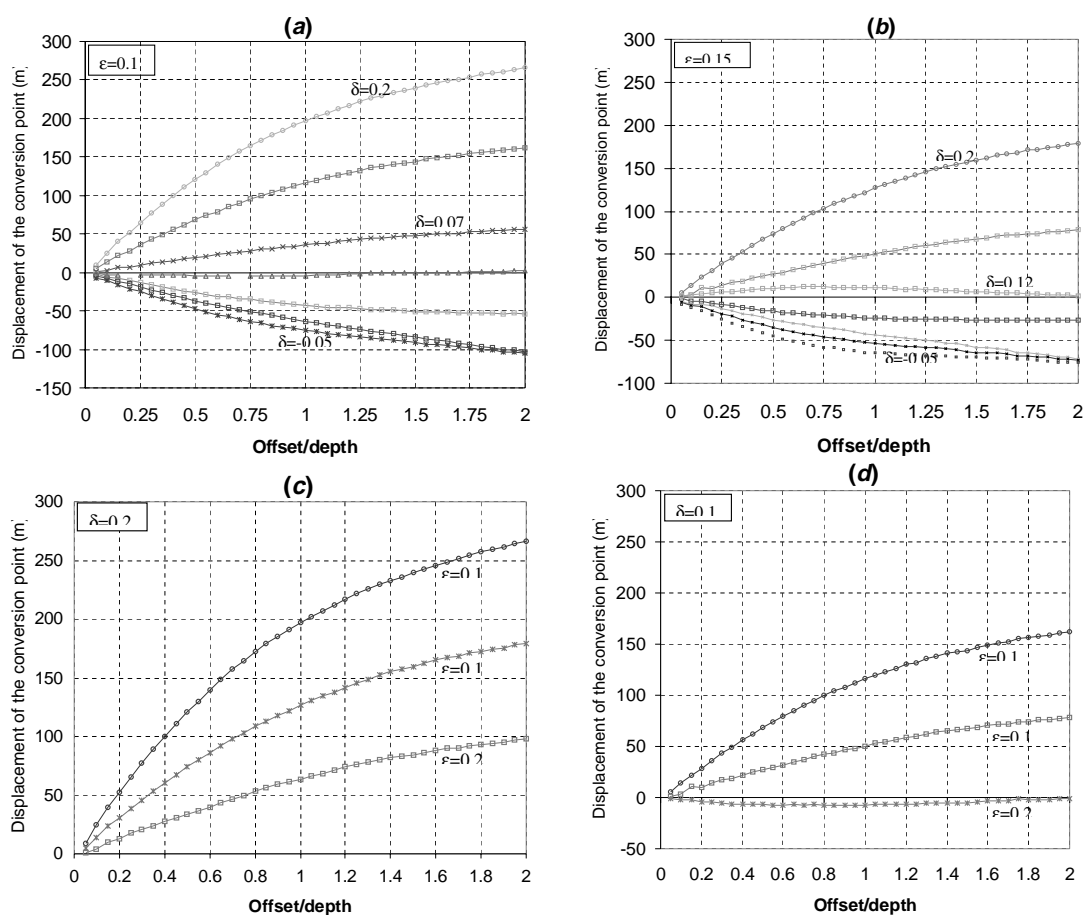 (a)
ε=0.1
300
250
200
150
100
50
0
-50
-100
-150
Displacement of the conversion point (m)
δ=0.2
δ=0.07
δ=-0.05
0 0.25 0.5 0.75 1 1.25 1.5 1.75 2
Offset/depth
(b)
ε=0.15
300
250
200
150
100
50
0
-50
-100
Displacement of the conversion point (m)
δ=0.2
δ=0.12
δ=-0.05
0 0.25 0.5 0.75 1 1.25 1.5 1.75 2
Offset/depth
(c)
δ=0.2
300
250
200
150
100
50
0
Displacement of the conversion point (m)
ε=0.1
ε=0.1
ε=0.2
0 0.2 0.4 0.6 0.8 1 1.2 1.4 1.6 1.8 2
Offset/depth
(d)
δ=0.1
300
250
200
150
100
50
0
-50
Displacement of the conversion point (m)
ε=0.1
ε=0.1
ε=0.2
0 0.2 0.4 0.6 0.8 1 1.2 1.4 1.6 1.8 2
Offset/depth